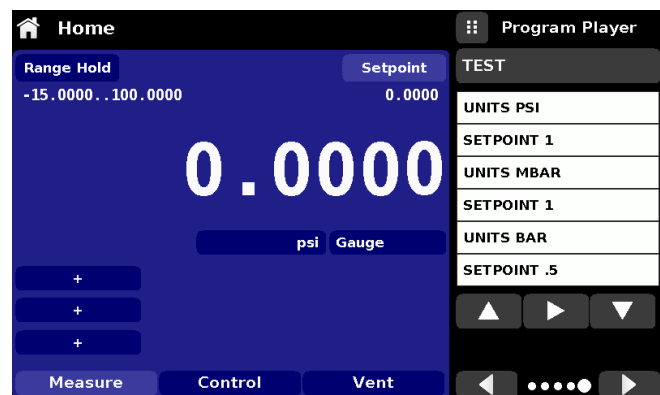 Home
Range Hold
Setpoint
-15.0000..100.0000
0.0000
0.0000
psi
Gauge
+
+
+
Measure
Control
Vent
Program Player
TEST
UNITS PSI
SETPOINT 1
UNITS MBAR
SETPOINT 1
UNITS BAR
SETPOINT .5